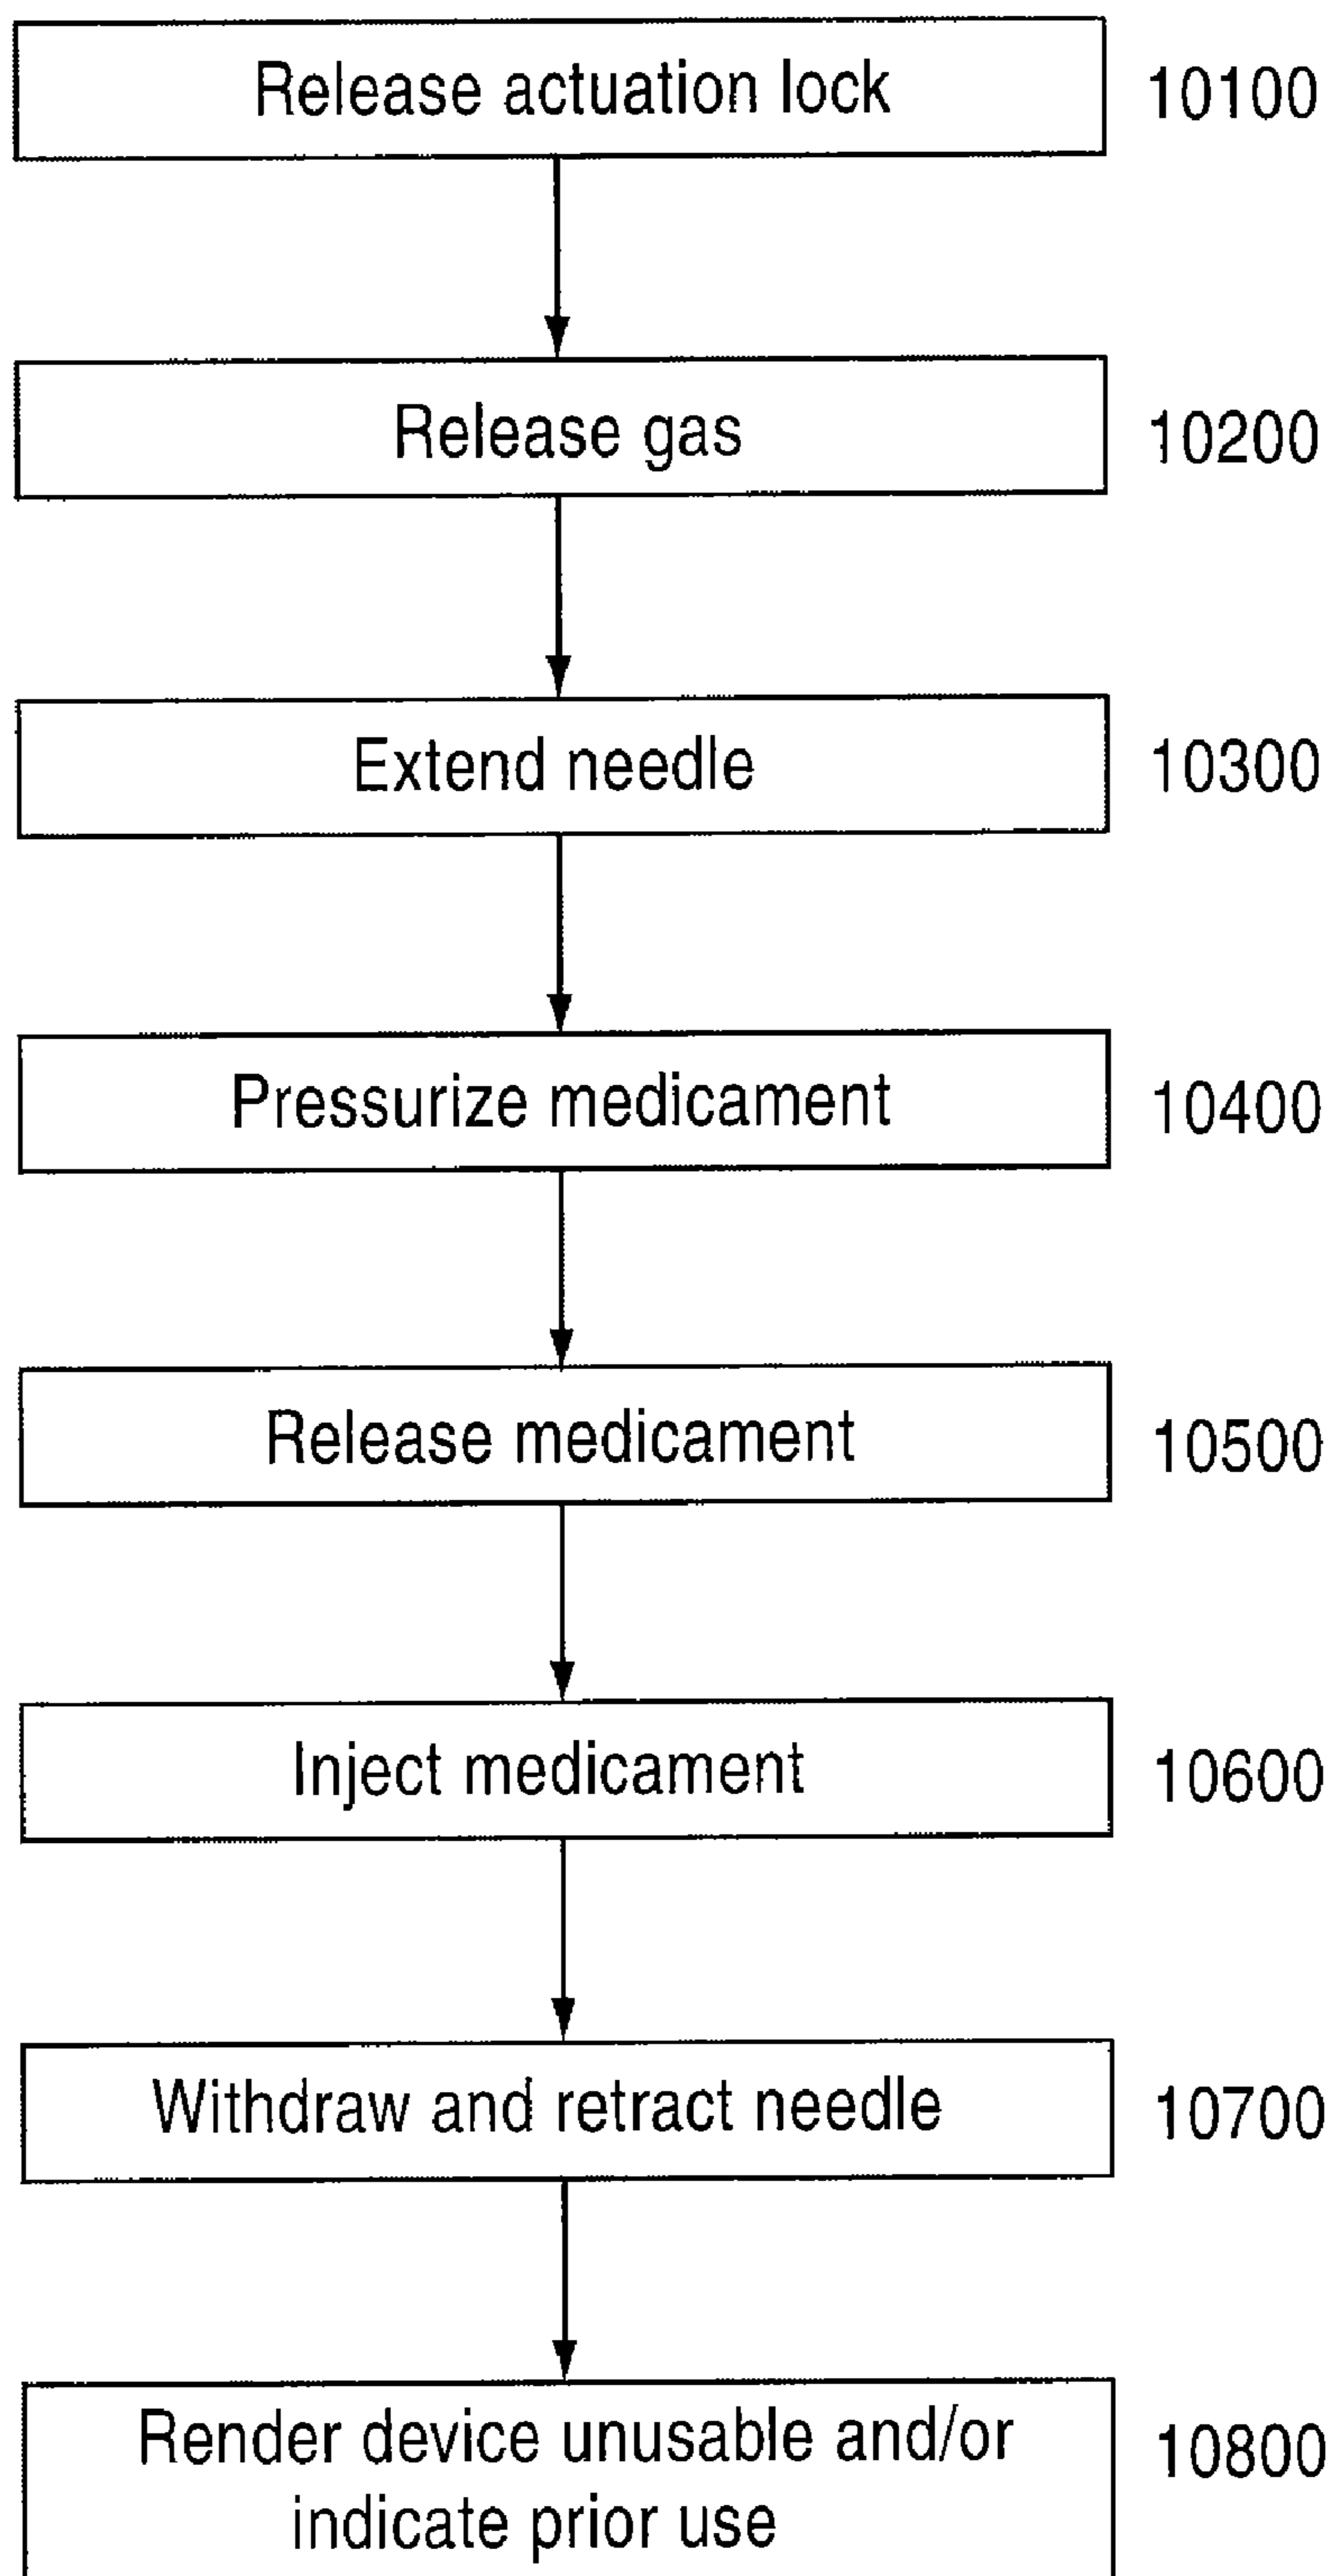 Release actuation lock 10100
Release gas 10200
Extend needle 10300
Pressurize medicament 10400
Release medicament 10500
Inject medicament 10600
Withdraw and retract needle 10700
Render device unusable and/or 10800
indicate prior use